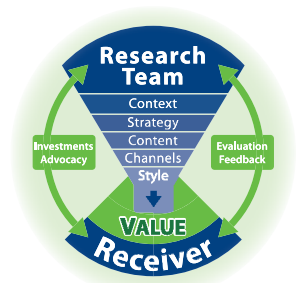 Research
Team
Context
Strategy
Content
Channels
Style
Investments
Advocacy
Evaluation
Feedback
VALUE
Receiver